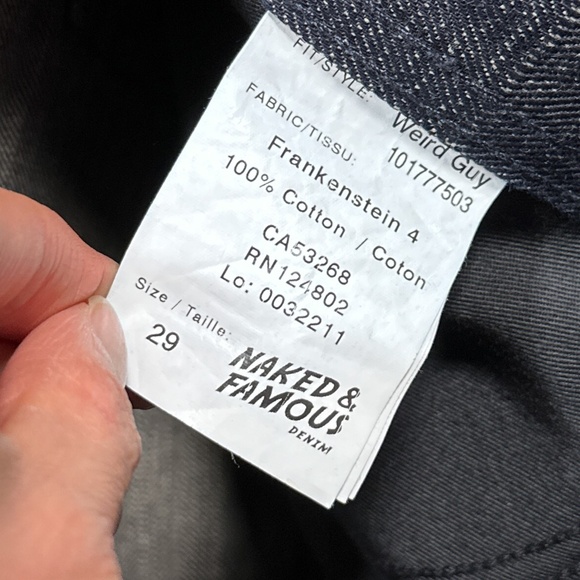 FIT/STYLE: Weird Guy
101777503
FABRIC/TISSU:
Frankenstein 4
100% Cotton / Coton
CA53268
RN124802
Lo: 0032211
Size / Taille:
29
NAKED &
FAMOUS
DENIM